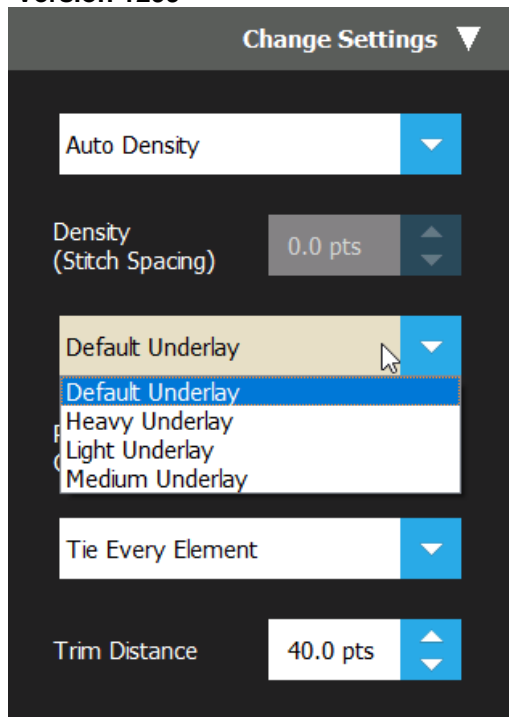 Change Settings
Auto Density
Density
(Stitch Spacing)
0.0 pts
Default Underlay
Default Underlay
Heavy Underlay
Light Underlay
Medium Underlay
Tie Every Element
Trim Distance
40.0 pts